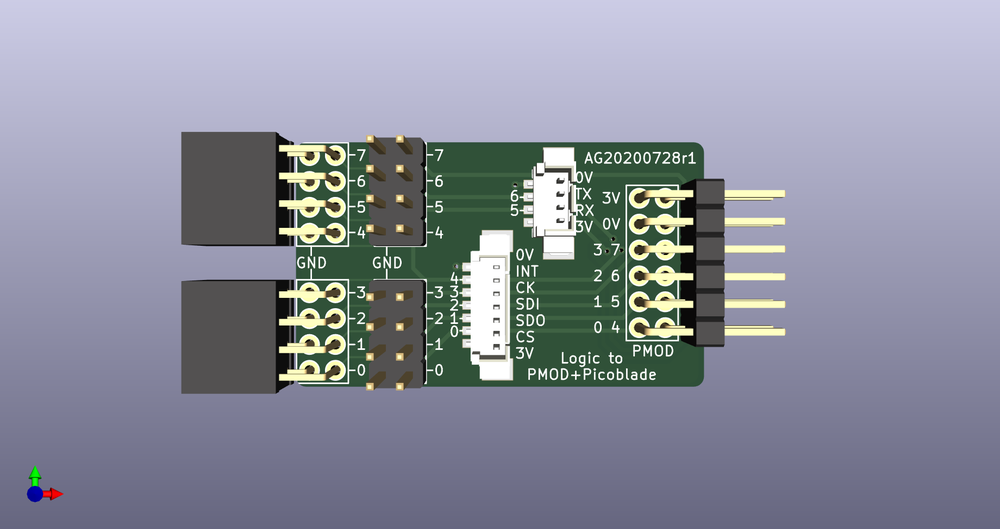 AG20200728r1
7
6
5
4
7
6
5
4
GND
GND
3
2
1
0
3
2
1
0
0V
TX
RX
3V
6
5
0V
INT
CK
SDI
SDO
CS
3V
4
3
2
1
0
3V
0V
3 7
2 6
1 5
0 4
PMOD
Logic to
PMOD+Picoblade